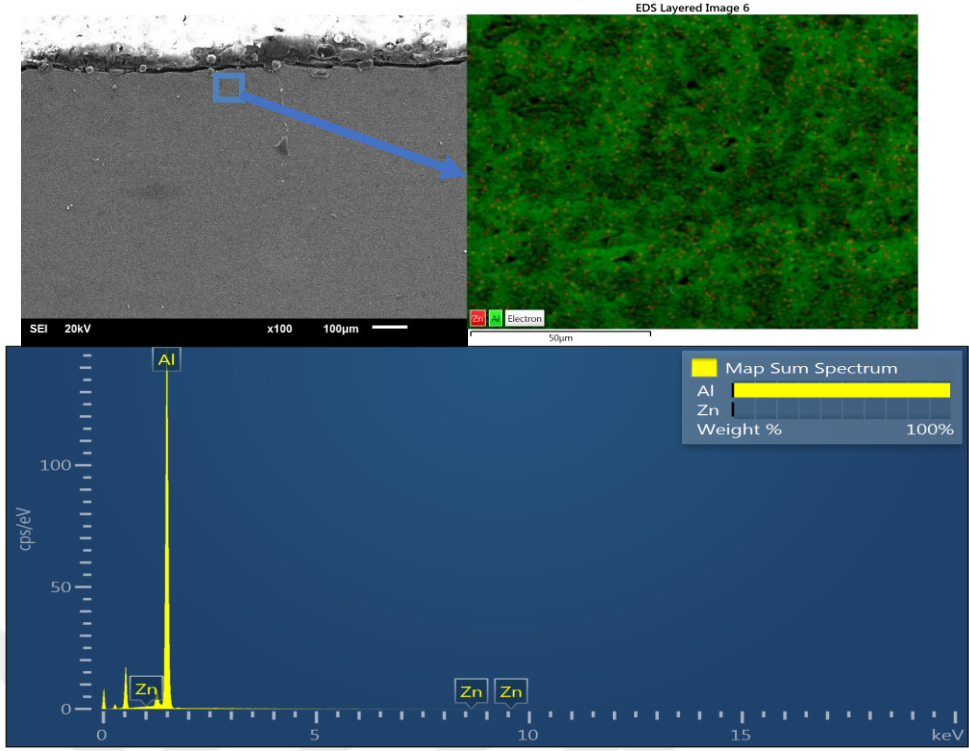 EDS Layered Image 6
SEI 20kV x100 100µm
Zn Al Electron
50µm
Al
Map Sum Spectrum
Al
Zn
Weight % 100%
100
cps/eV
50
Zn
Zn Zn
0
0 5 10 15 keV